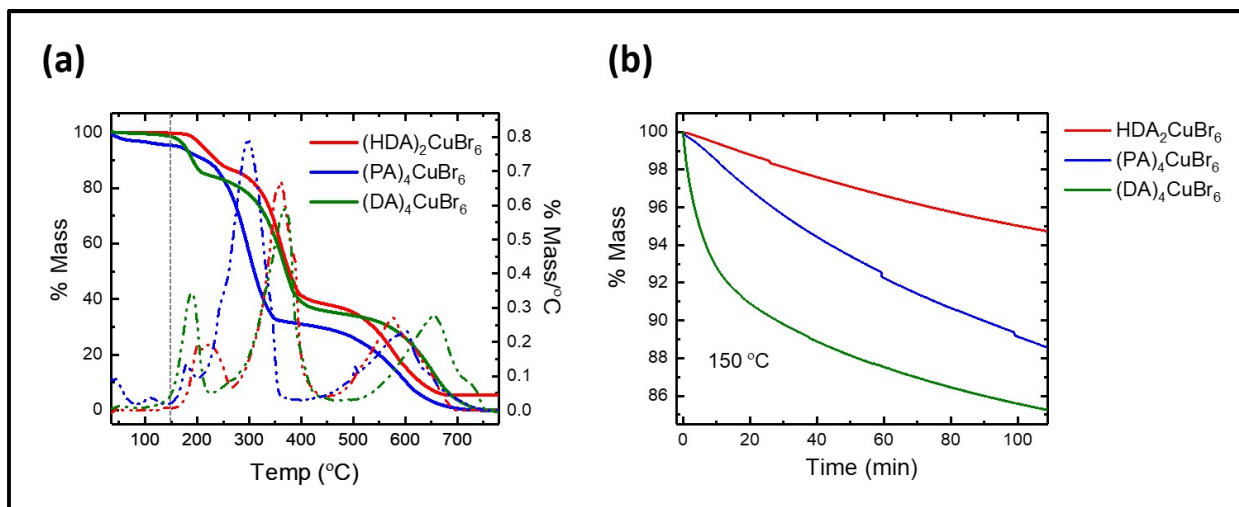 (a)
(b)
% Mass
100
80
60
40
20
0
(HDA)₂CuBr₆
(PA)₄CuBr₆
(DA)₄CuBr₆
0.8
0.7
0.6
0.5
0.4
0.3
0.2
0.1
0.0
% Mass/°C
100 200 300 400 500 600 700
Temp (°C)
% Mass
100
98
96
94
92
90
88
86
150 °C
HDA₂CuBr₆
(PA)₄CuBr₆
(DA)₄CuBr₆
0 20 40 60 80 100
Time (min)